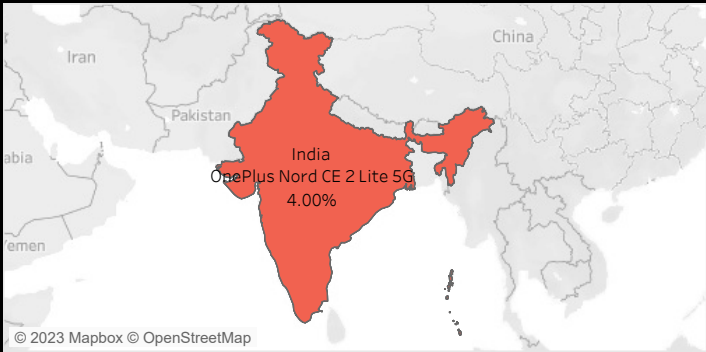 Iran
China
Pakistan
abia
India
OnePlus Nord CE 2 Lite 5G
4.00%
Yemen
© 2023 Mapbox © OpenStreetMap